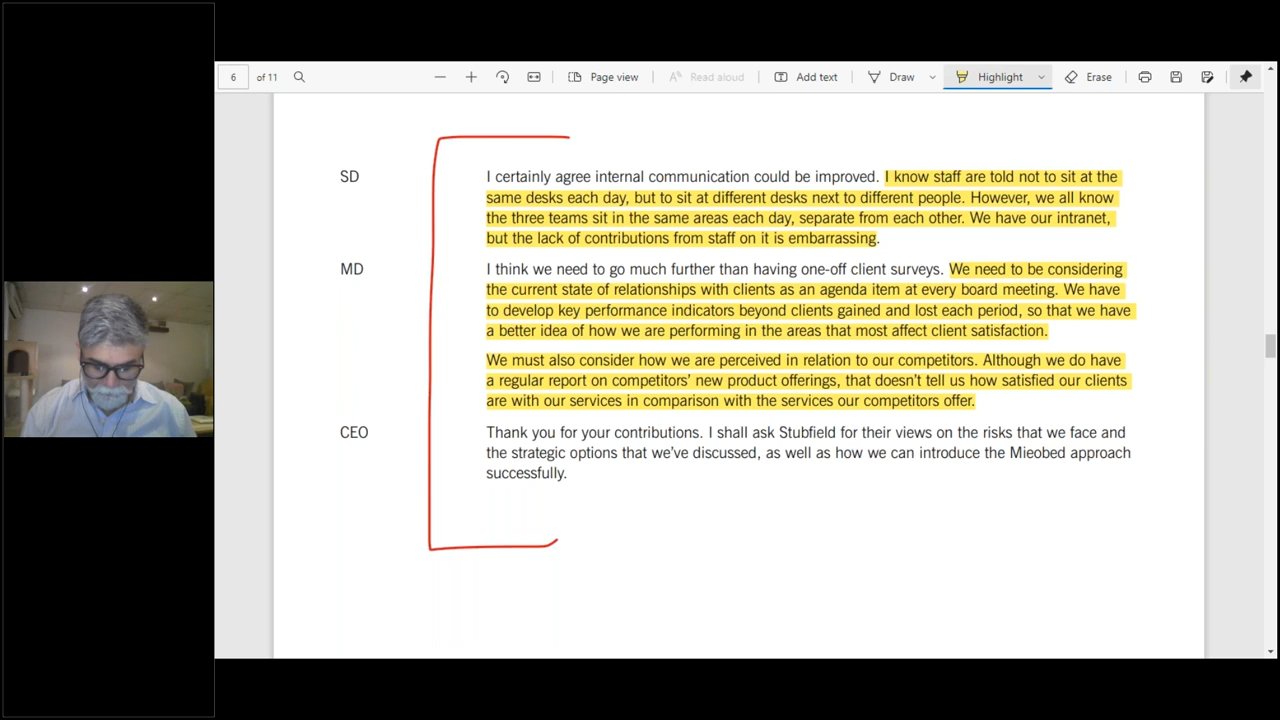 6 of 11 Page view Read aloud Add text Draw Highlight Erase
SD I certainly agree internal communication could be improved. I know staff are told not to sit at the
same desks each day, but to sit at different desks next to different people. However, we all know
the three teams sit in the same areas each day, separate from each other. We have our intranet,
but the lack of contributions from staff on it is embarrassing.
MD I think we need to go much further than having one-off client surveys. We need to be considering
the current state of relationships with clients as an agenda item at every board meeting. We have
to develop key performance indicators beyond clients gained and lost each period, so that we have
a better idea of how we are performing in the areas that most affect client satisfaction.
We must also consider how we are perceived in relation to our competitors. Although we do have
a regular report on competitors' new product offerings, that doesn't tell us how satisfied our clients
are with our services in comparison with the services our competitors offer.
CEO Thank you for your contributions. I shall ask Stubfield for their views on the risks that we face and
the strategic options that we've discussed, as well as how we can introduce the Mieobed approach
successfully.